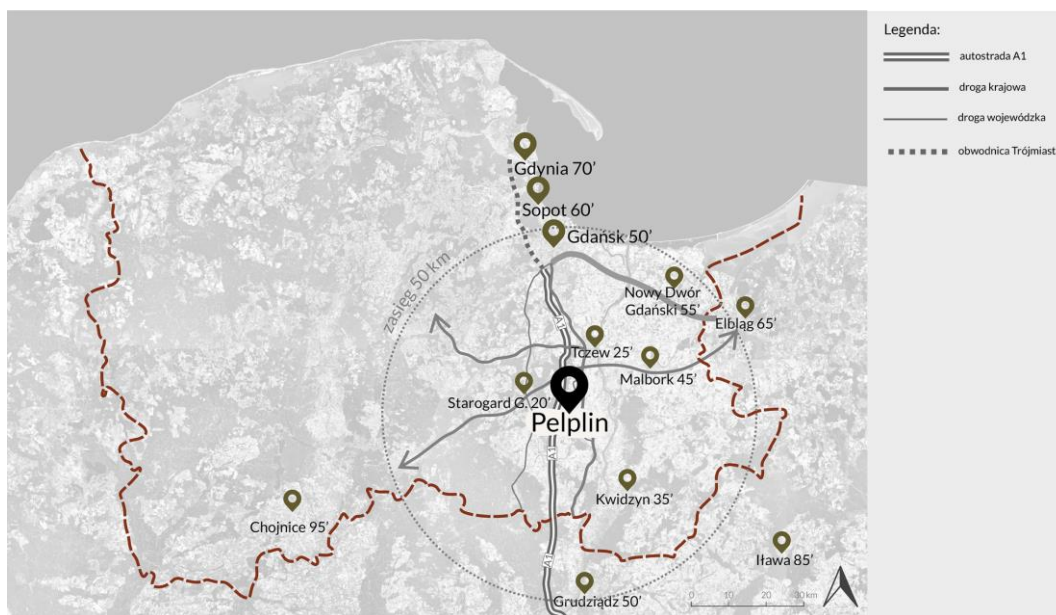 Legenda:
autostrada A1
droga krajowa
droga wojewódzka
obwodnica Trójmiast
Gdynia 70'
Sopot 60'
Gdańsk 50'
zasięg 50 km
Nowy Dwór
Gdański 55'
Elbląg 65'
A1
Tczew 25'
Malbork 45'
Starogard G. 20'
Pelplin
A1
Kwidzyn 35'
Chojnice 95'
Iława 85'
A1
Grudziądz 50'
0 10 20 30 km